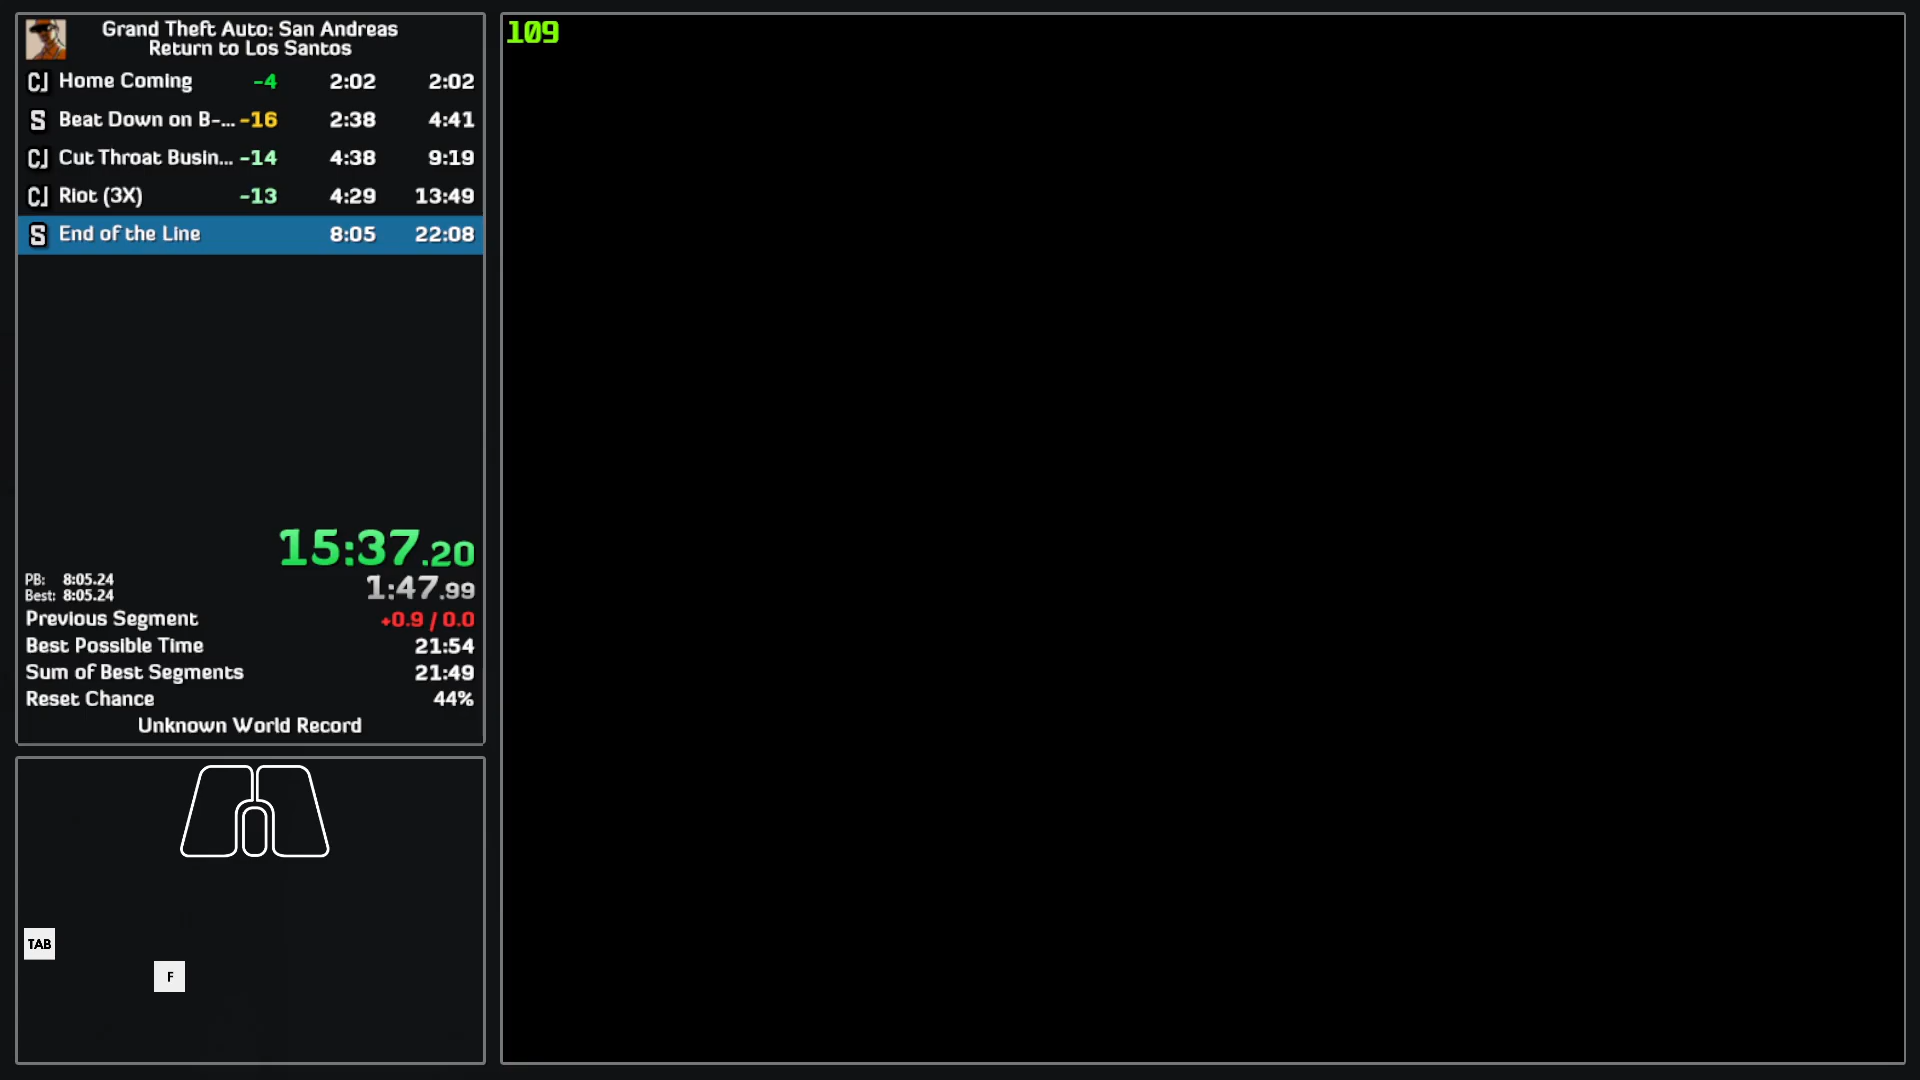 Grand Theft Auto: San Andreas
Return to Los Santos
CJ Home Coming -4 2:02 2:02
S Beat Down on B-... -16 2:38 4:41
CJ Cut Throat Busin... -14 4:38 9:19
CJ Riot (3X) -13 4:29 13:49
S End of the Line 8:05 22:08
15:37.20
PB: 8:05.24
Best: 8:05.24
1:47.99
Previous Segment +0.9 / 0.0
Best Possible Time 21:54
Sum of Best Segments 21:49
Reset Chance 44%
Unknown World Record
TAB
F
109